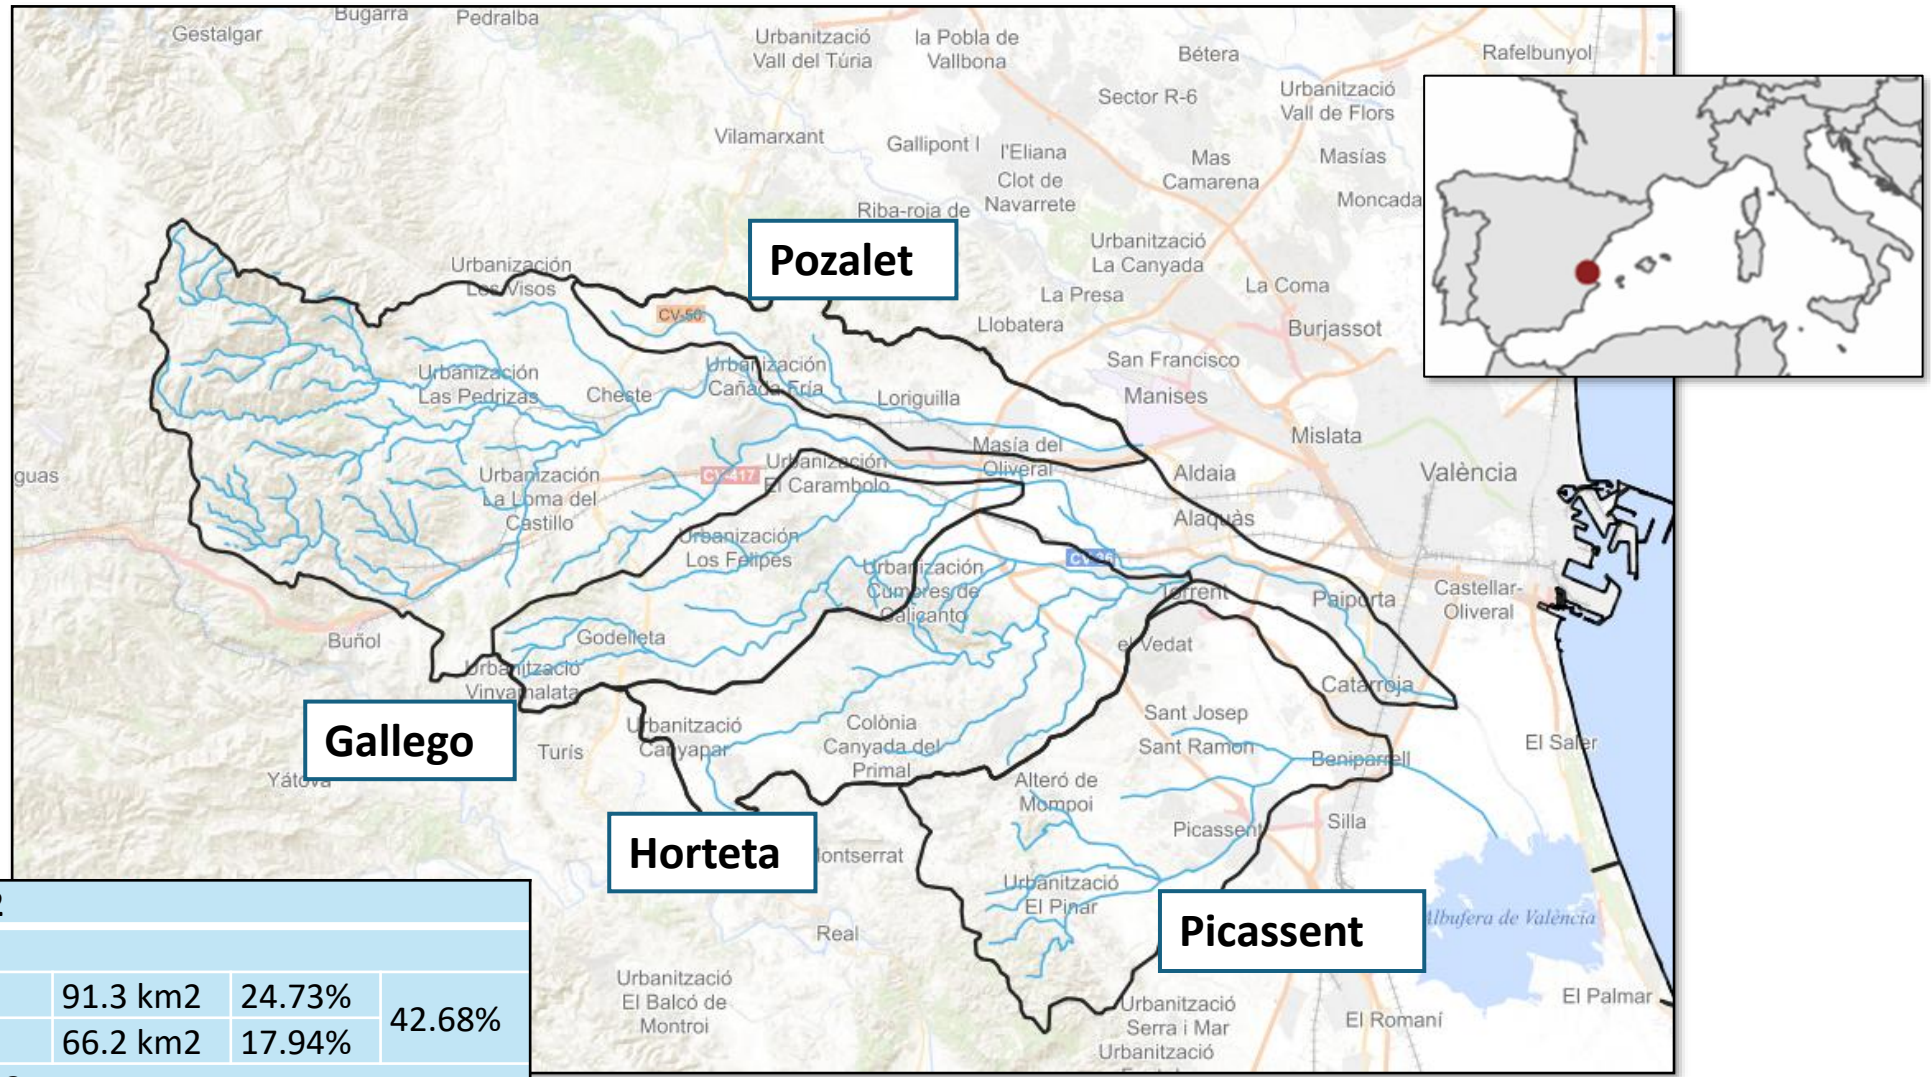 Gestalgar
Bugarra
Pedralba
Urbanització
Vall del Túria
la Pobla de
Vallbona
Bétera
Rafelbunyol
Sector R-6
Urbanització
Vall de Flors
Vilamarxant
Gallipont I
l'Eliana
Clot de
Navarrete
Mas
Camarena
Masías
Moncada
Riba-roja de
Pozalet
Urbanització
La Canyada
Urbanización
Los Visos
La Presa
La Coma
CV-50
Llobatera
Burjassot
Urbanización
Las Pedrizas
Cheste
Urbanización
Cañada Fría
Loriguilla
San Francisco
Manises
Mislata
guas
Urbanización
La Loma del
Castillo
CV-417
Urbanización
El Carambolo
Masía del
Oliveral
Aldaia
València
Alaquàs
Urbanización
Los Felipes
Urbanización
Cumbres de
Calicanto
CV-36
Torrent
Paiporta
Castellar-
Oliveral
Buñol
Godelleta
el Vedat
Urbanització
Vinyamalata
Catarroja
Gallego
Turís
Urbanització
Canyapar
Colònia
Canyada del
Primal
Sant Josep
Sant Ramon
Beniparrell
El Saler
Yátova
Alteró de
Mompoi
Horteta
ontserrat
Picassent
Silla
Urbanització
El Pinar
Picassent
Albufera de València
Real
2
91.3 km2 24.73%
42.68%
66.2 km2 17.94%
Urbanització
El Balcó de
Montroi
Urbanització
Serra i Mar
Urbanització
El Romaní
El Palmar